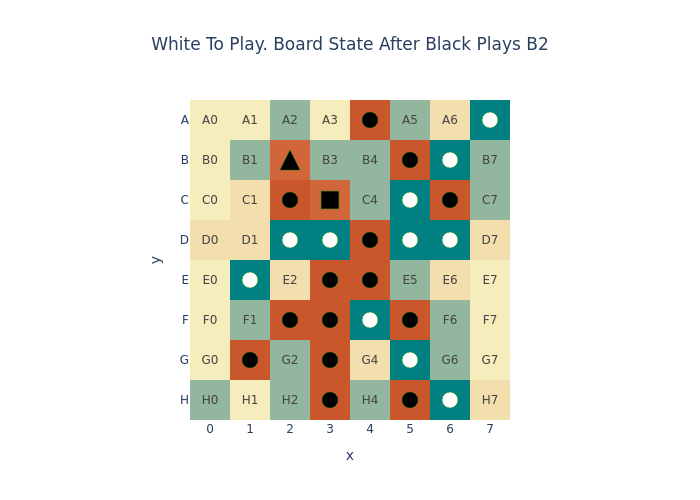 White To Play. Board State After Black Plays B2
A A0 A1 A2 A3 A5 A6
B B0 B1 B3 B4 B7
C C0 C1 C4 C7
D D0 D1 D7
y
E E0 E2 E5 E6 E7
F F0 F1 F6 F7
G G0 G2 G4 G6 G7
H H0 H1 H2 H4 H7
0 1 2 3 4 5 6 7
x